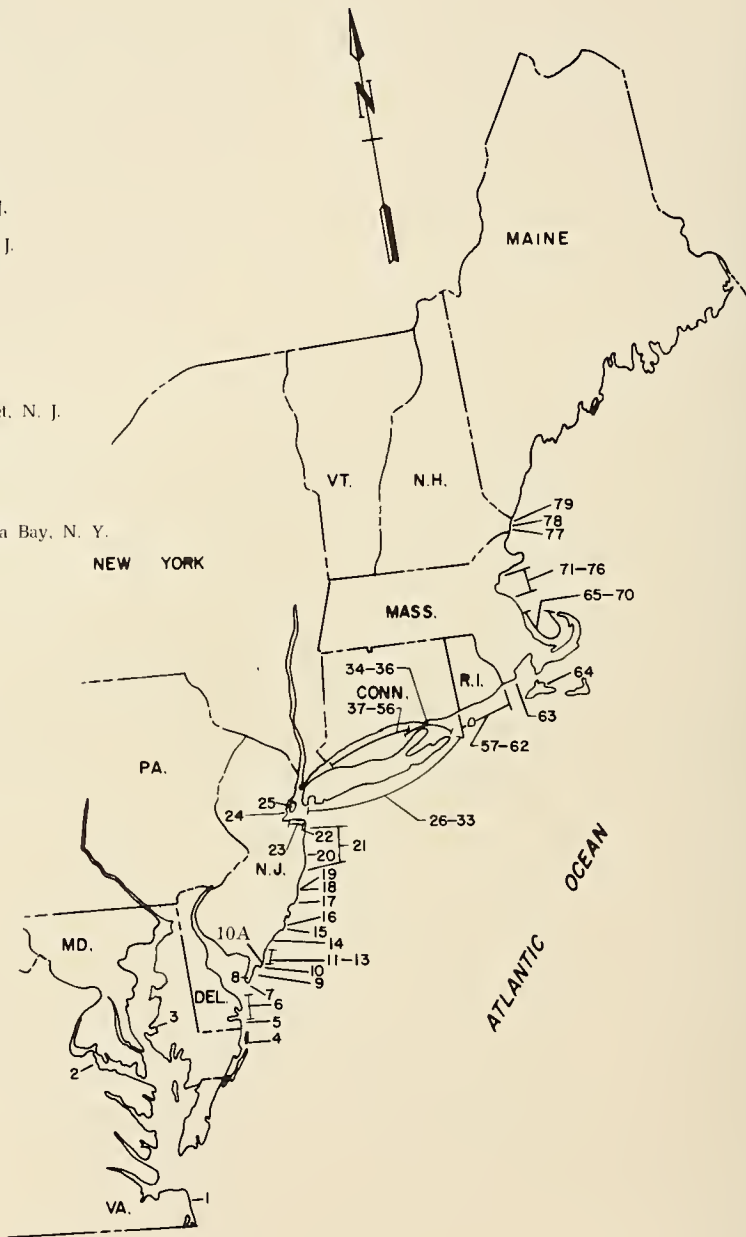 J.
J.
et, N. J.
a Bay, N. Y.
N
MAINE
VT.
N.H.
79
78
77
NEW YORK
71-76
65-70
MASS.
34-36
R.I.
64
CONN.
37-56
63
57-62
PA.
25
24
26-33
22
21
23
20
N.J.
19
18
17
16
10A
15
14
MD.
11-13
10
9
8
7
DEL.
6
3
5
4
2
ATLANTIC OCEAN
VA.
1